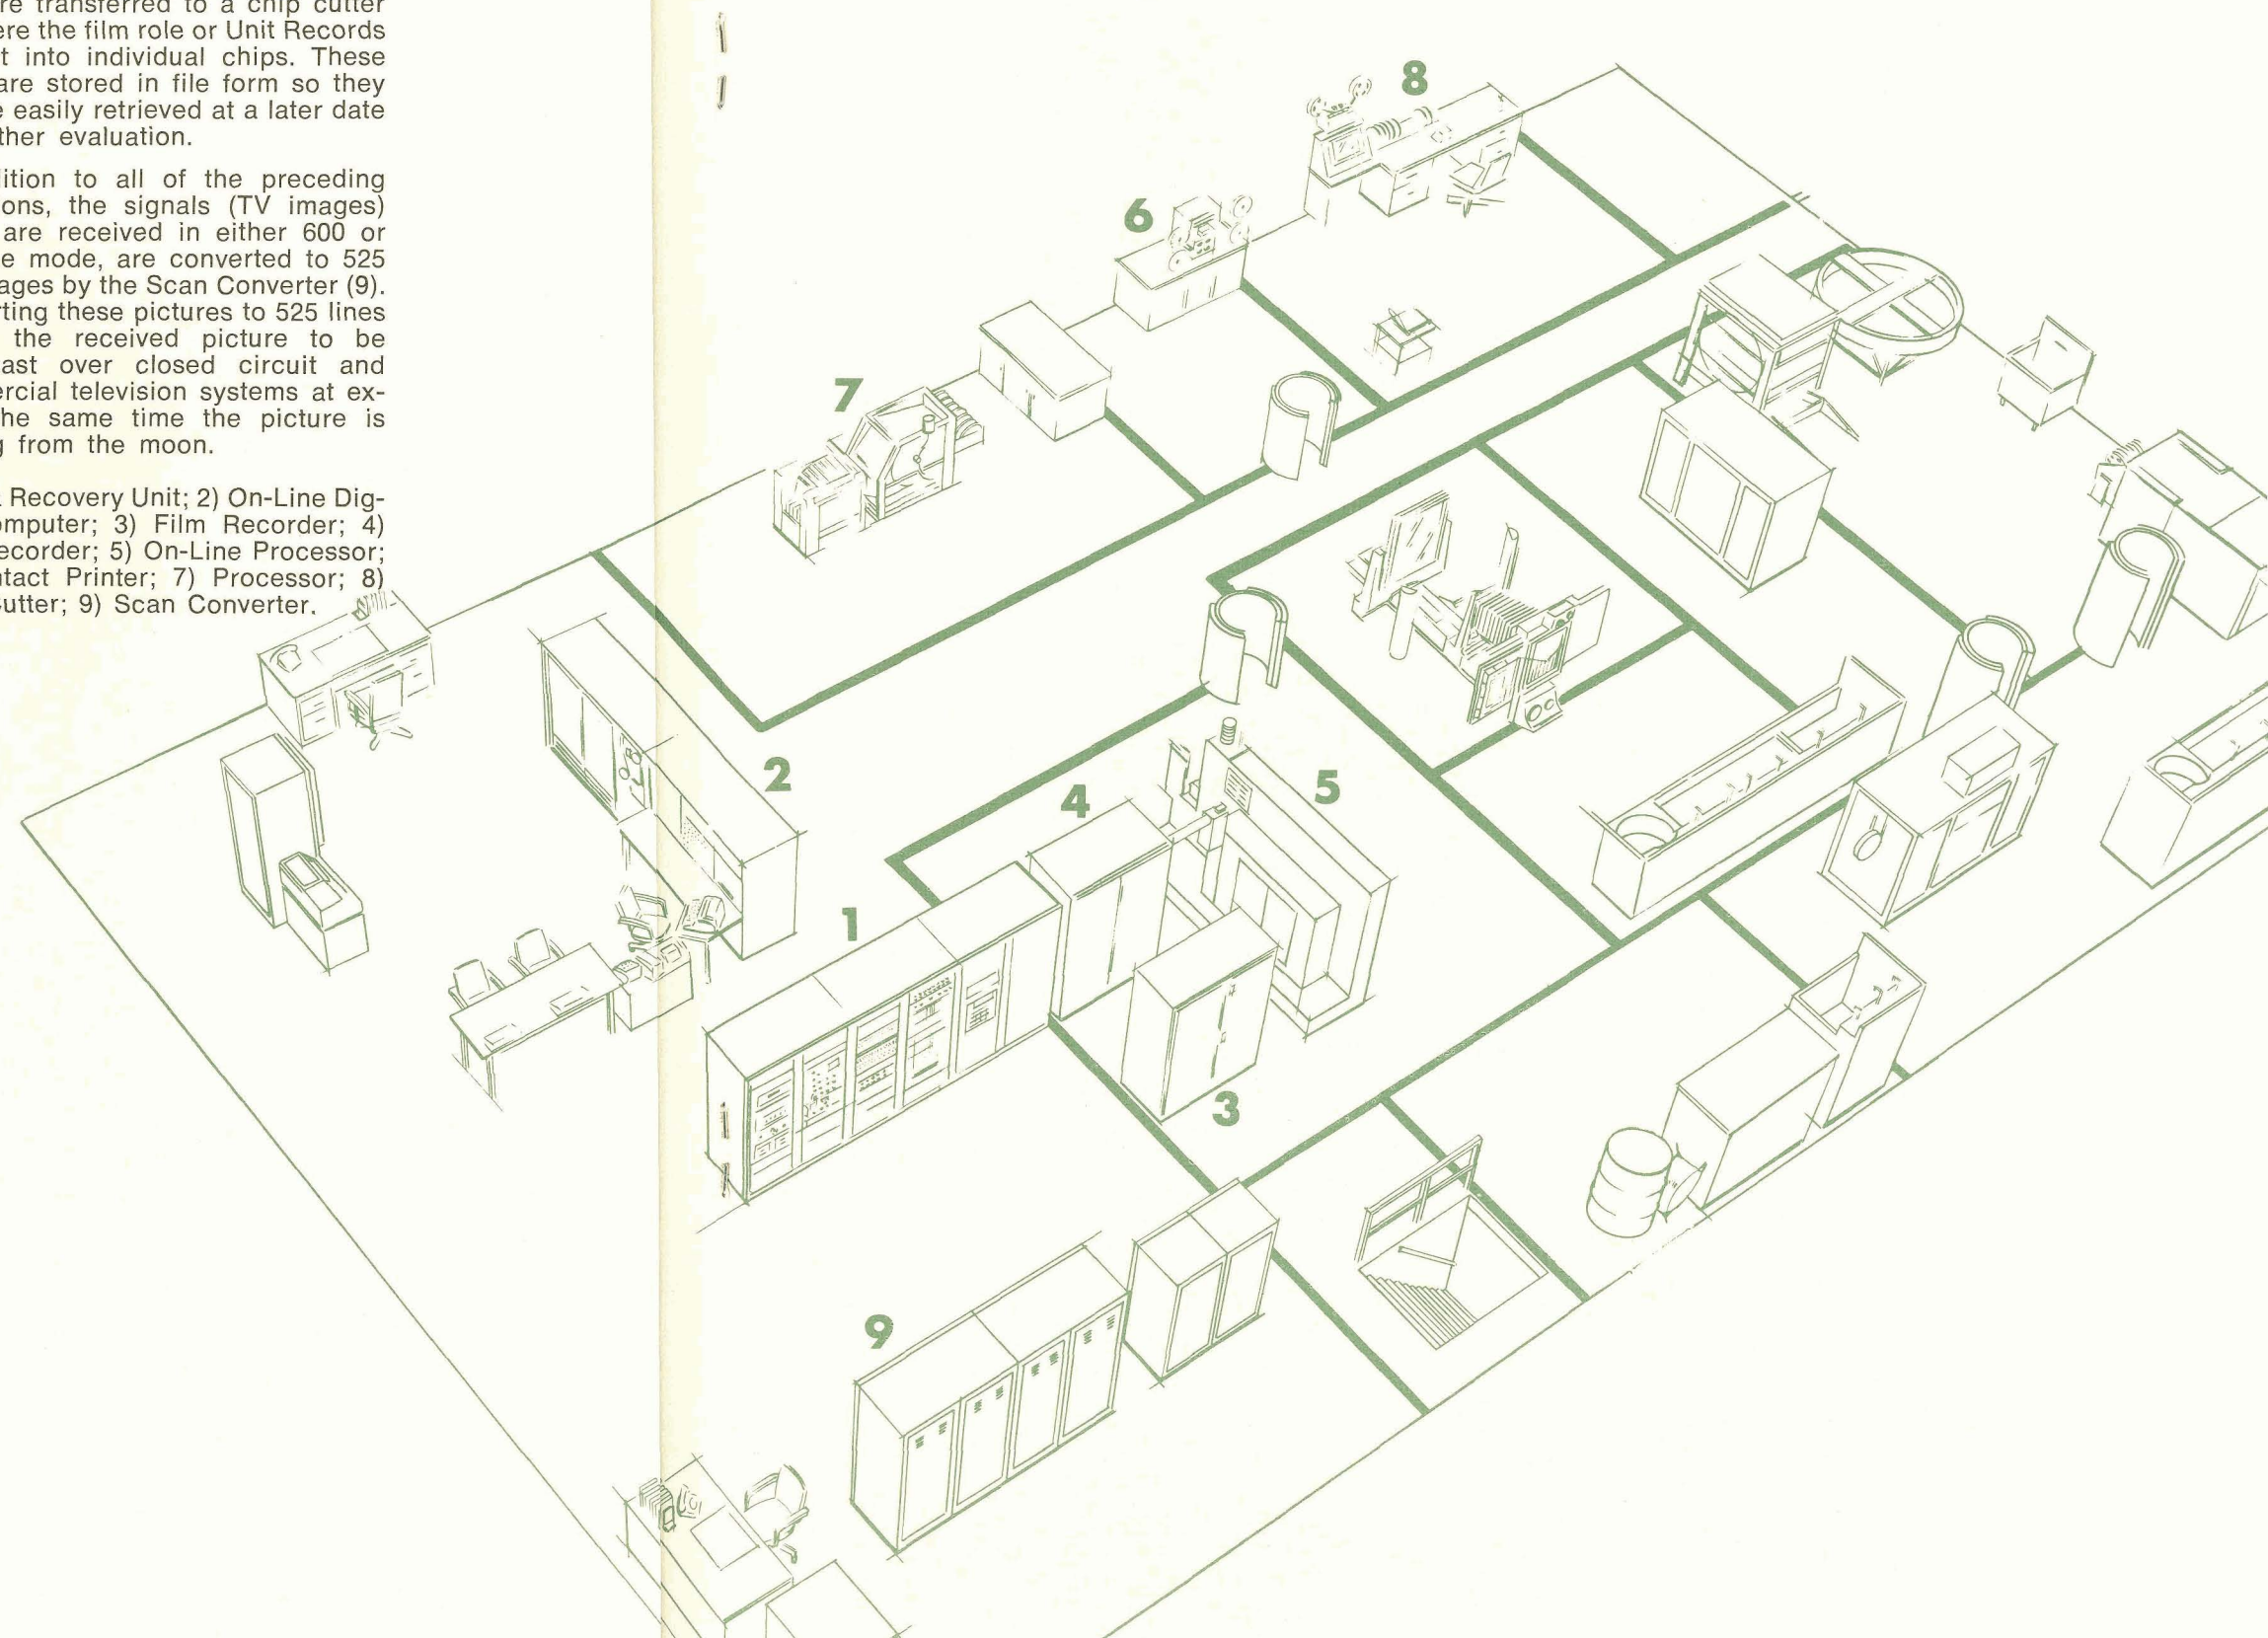 re transferred to a chip cutter
ere the film role or Unit Records
t into individual chips. These
are stored in file form so they
e easily retrieved at a later date
ther evaluation.
ition to all of the preceding
ons, the signals (TV images)
are received in either 600 or
e mode, are converted to 525
ages by the Scan Converter (9).
rting these pictures to 525 lines
the received picture to be
ast over closed circuit and
ercial television systems at ex-
he same time the picture is
g from the moon.
Recovery Unit; 2) On-Line Dig-
omputer; 3) Film Recorder; 4)
ecorder; 5) On-Line Processor;
ntact Printer; 7) Processor; 8)
utter; 9) Scan Converter.
8
6
7
2
5
4
1
3
9